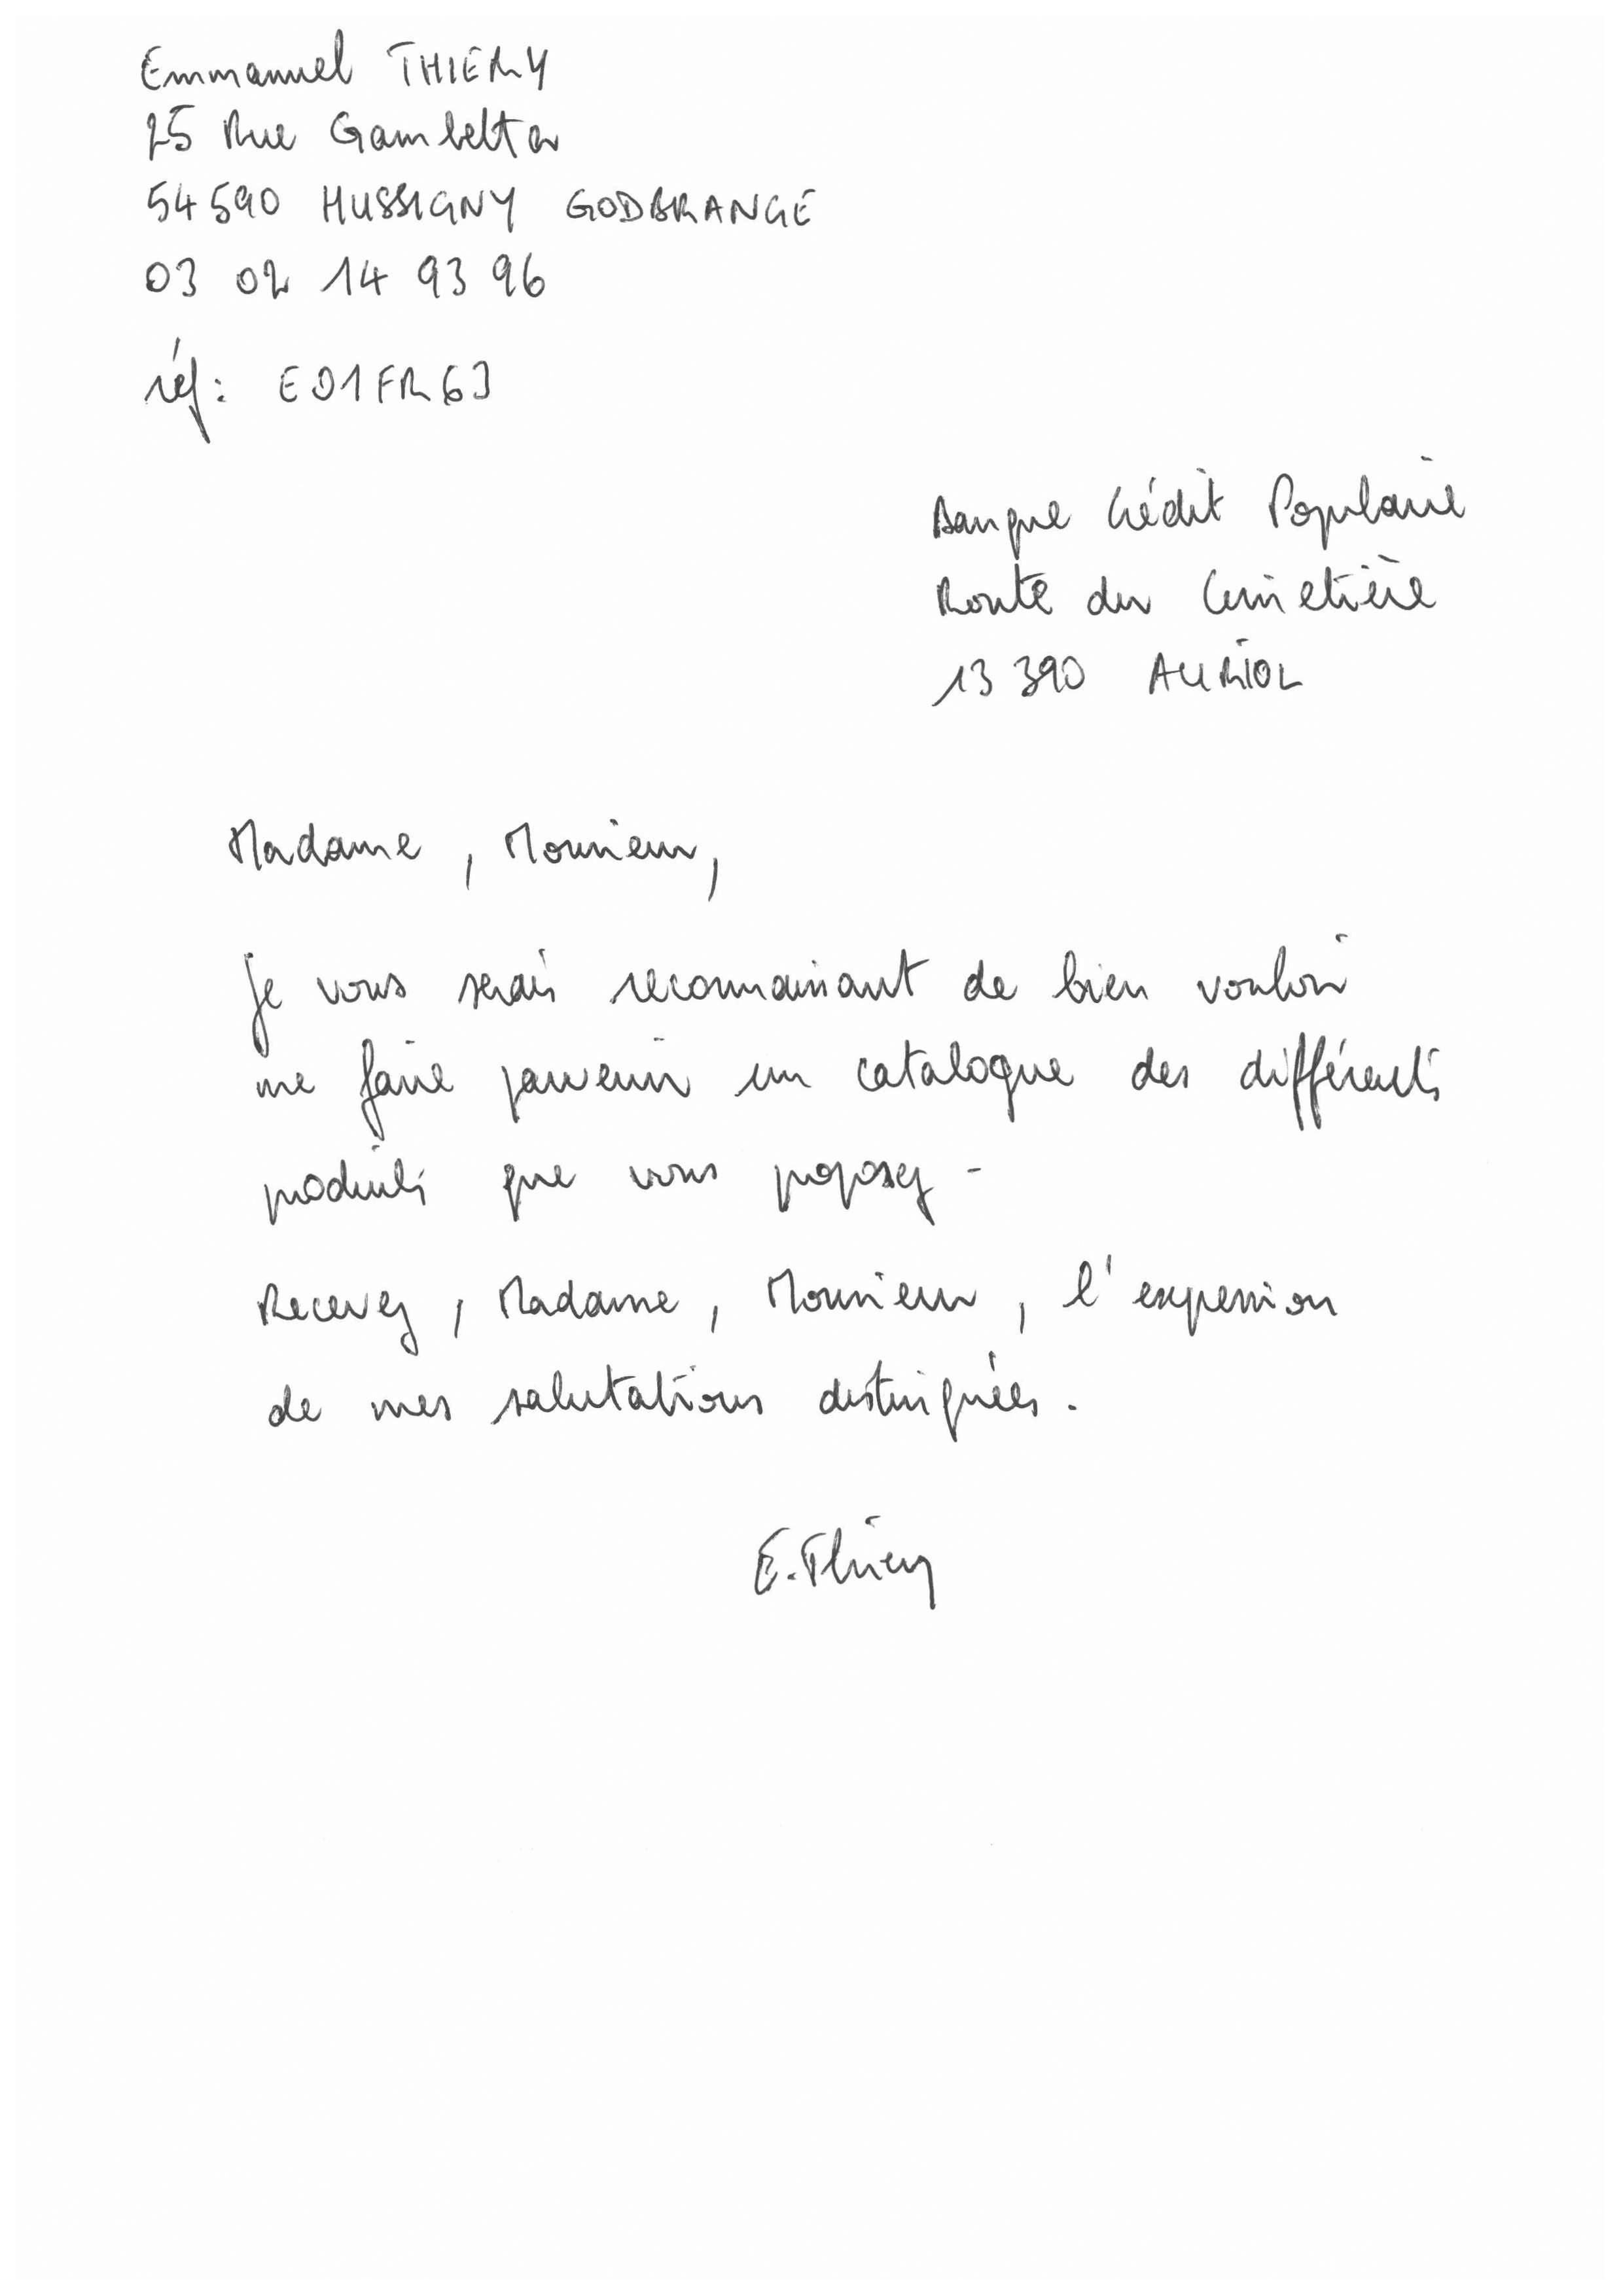 Emmanuel THIERY
25 Rue Gambetta
54590 HUSSIGNY GODBRANGE
03 02 14 93 96
réf: E01FR63
Banque Crédit Populaire
Route du Cimetière
13390 AURIOL
Madame, Monsieur,
Je vous serais reconnaissant de bien vouloir
me faire parvenir un catalogue des différents
produits que vous proposez.
Recevez, Madame, Monsieur, l'expression
de mes salutations distinguées.
E. Thiery